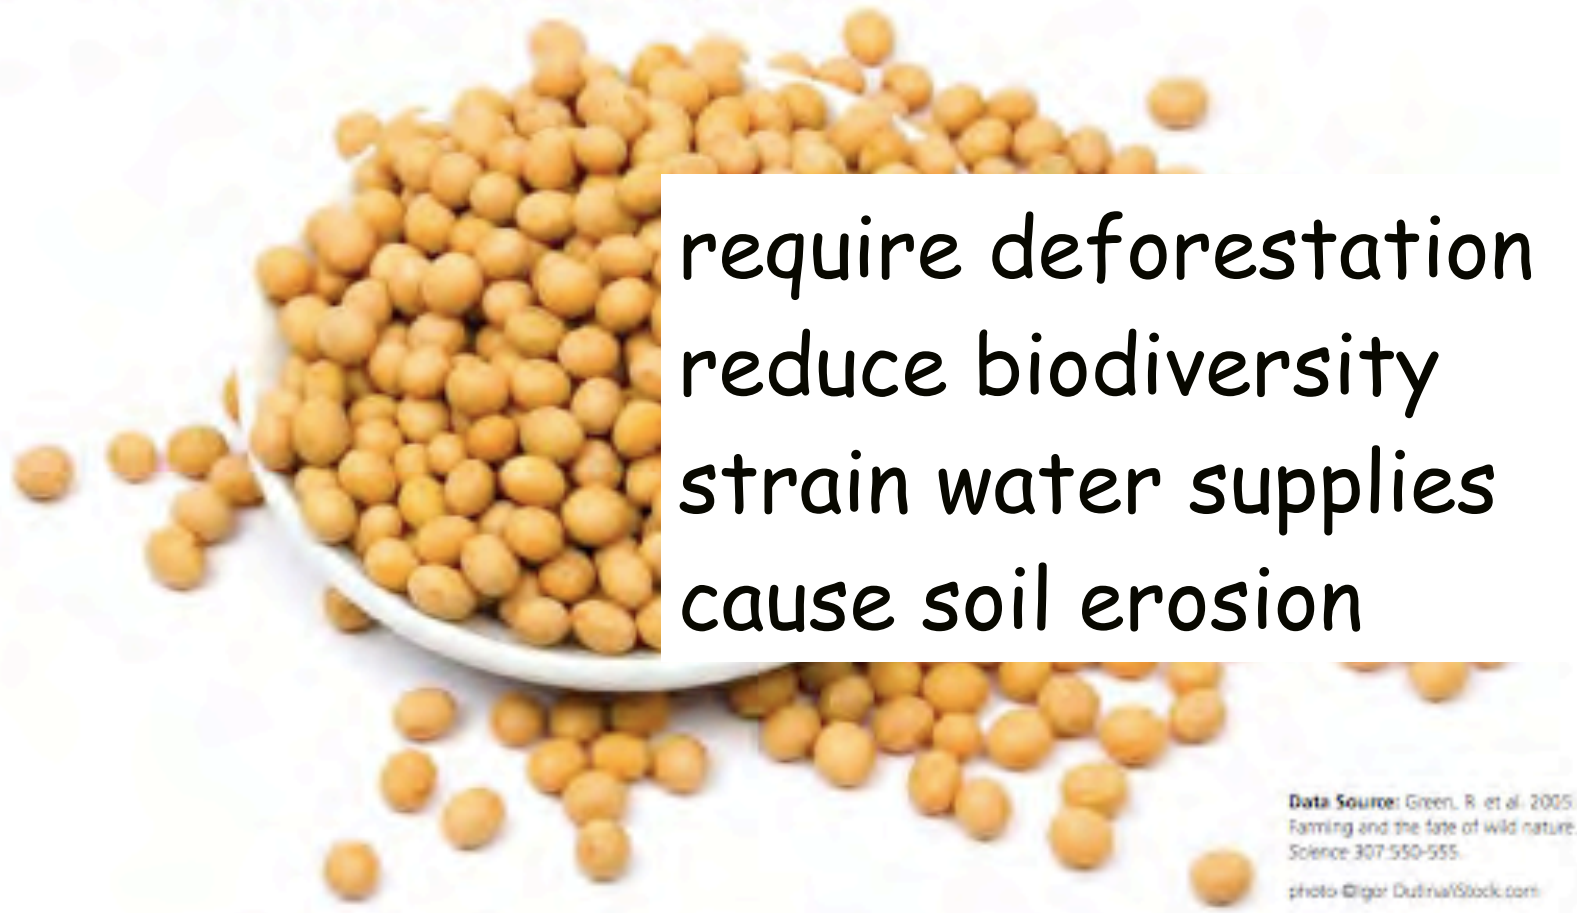 require deforestation
reduce biodiversity
strain water supplies
cause soil erosion
Data Source: Green, R. et al. 2005.
Farming and the fate of wild nature.
Science 307:550-555.
photo ©Igor Dutina/iStock.com